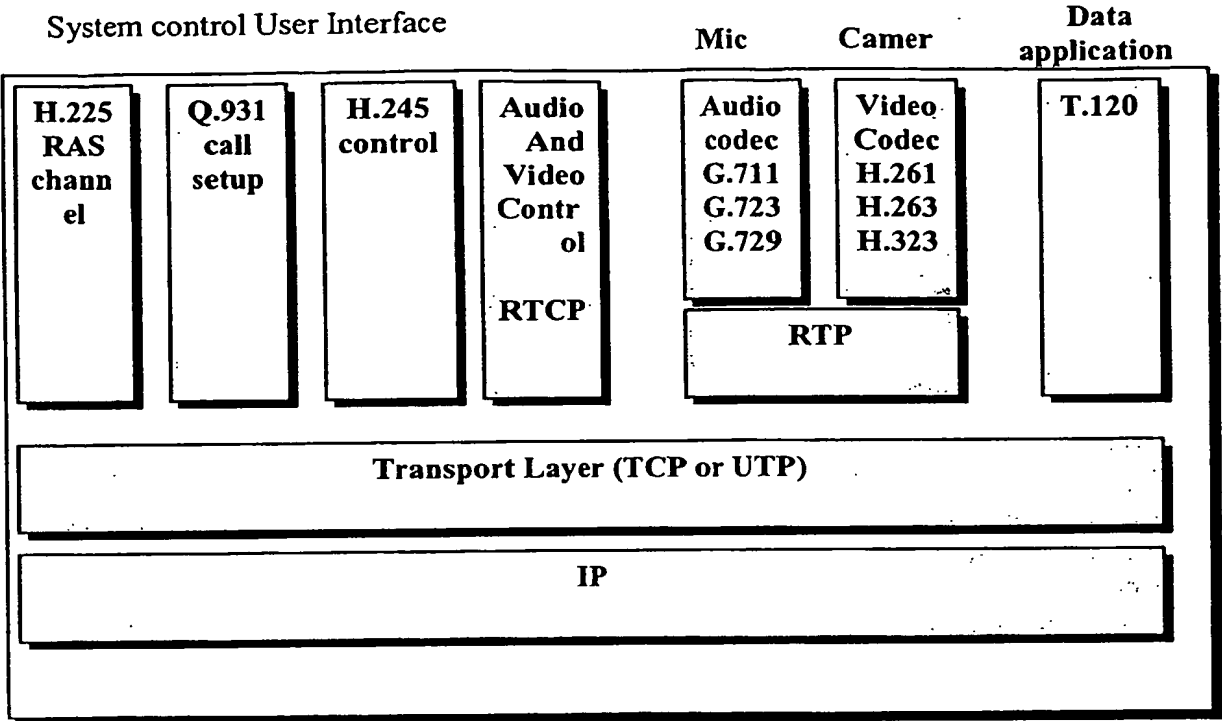 System control User Interface
Mic
Camer
Data
application
H.225
RAS
chann
el
Q.931
call
setup
H.245
control
Audio
And
Video
Contr
ol
RTCP
Audio
codec
G.711
G.723
G.729
Video
Codec
H.261
H.263
H.323
RTP
T.120
Transport Layer (TCP or UTP)
IP